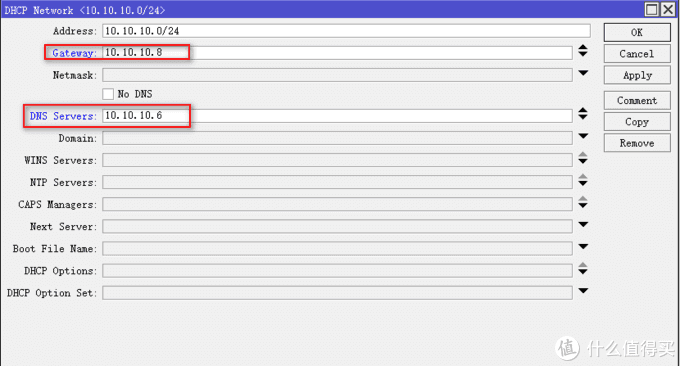 DHCP Network <10.10.10.0/24>
Address: 10.10.10.0/24
OK
Gateway: 10.10.10.8
Cancel
Netmask:
Apply
No DNS
Comment
DNS Servers: 10.10.10.6
Copy
Domain:
Remove
WINS Servers:
NTP Servers:
CAPS Managers:
Next Server:
Boot File Name:
DHCP Options:
DHCP Option Set:
值 什么值得买